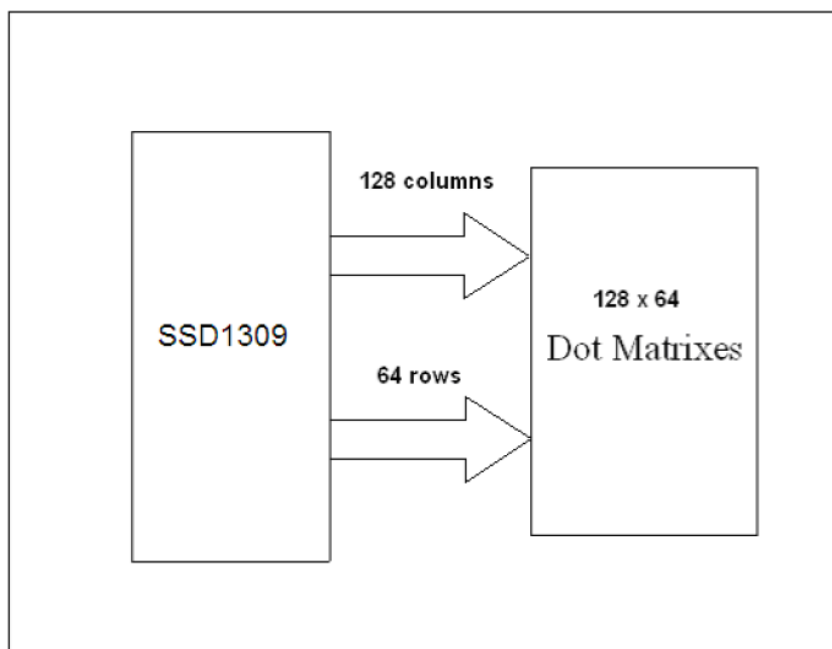 128 columns
SSD1309
128 x 64
Dot Matrixes
64 rows